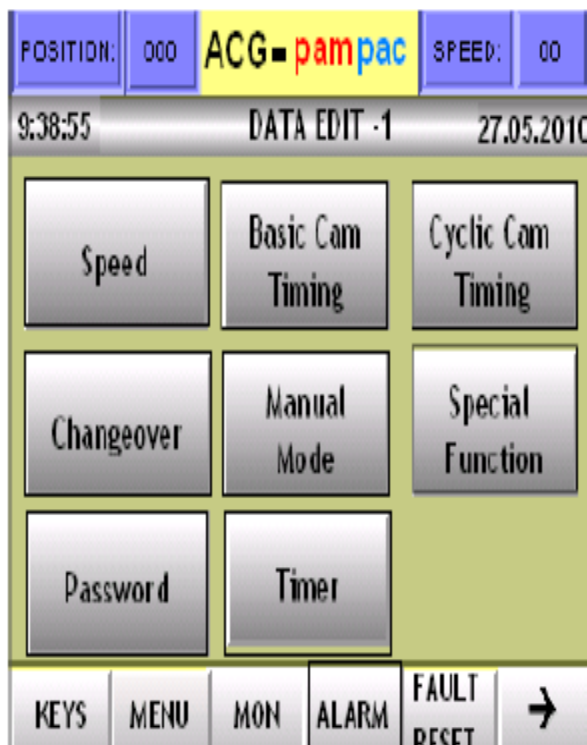 POSITION: 000 ACG pampac SPEED: 00
9:38:55 DATA EDIT -1 27.05.2010
Speed
Basic Cam
Timing
Cyclic Cam
Timing
Changeover
Manual
Mode
Special
Function
Password
Timer
KEYS MENU MON ALARM FAULT
RESET
→